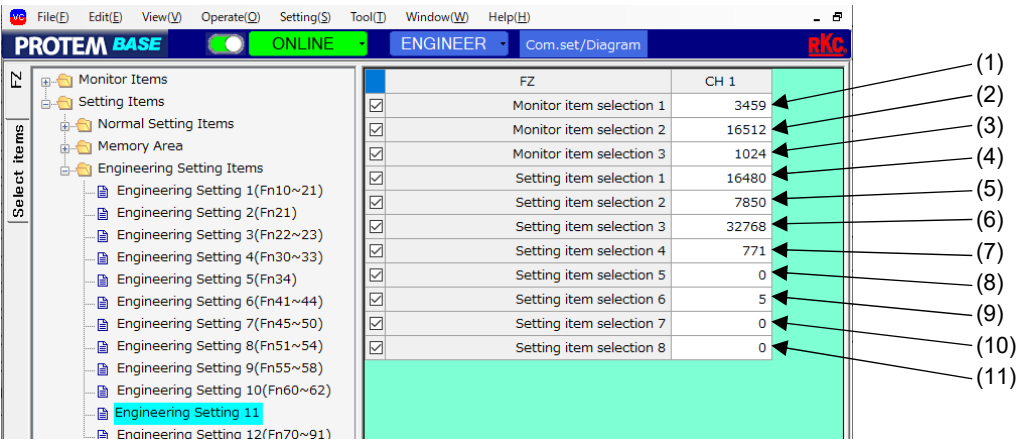 VC File(F) Edit(E) View(V) Operate(O) Setting(S) Tool(T) Window(W) Help(H)
PROTEM BASE ONLINE ENGINEER Com.set/Diagram RKC
FZ
Select items
Monitor Items
Setting Items
Normal Setting Items
Memory Area
Engineering Setting Items
Engineering Setting 1(Fn10~21)
Engineering Setting 2(Fn21)
Engineering Setting 3(Fn22~23)
Engineering Setting 4(Fn30~33)
Engineering Setting 5(Fn34)
Engineering Setting 6(Fn41~44)
Engineering Setting 7(Fn45~50)
Engineering Setting 8(Fn51~54)
Engineering Setting 9(Fn55~58)
Engineering Setting 10(Fn60~62)
Engineering Setting 11
Engineering Setting 12(Fn70~91)
FZ CH 1
Monitor item selection 1 3459 (1)
Monitor item selection 2 16512 (2)
Monitor item selection 3 1024 (3)
Setting item selection 1 16480 (4)
Setting item selection 2 7850 (5)
Setting item selection 3 32768 (6)
Setting item selection 4 771 (7)
Setting item selection 5 0 (8)
Setting item selection 6 5 (9)
Setting item selection 7 0 (10)
Setting item selection 8 0 (11)